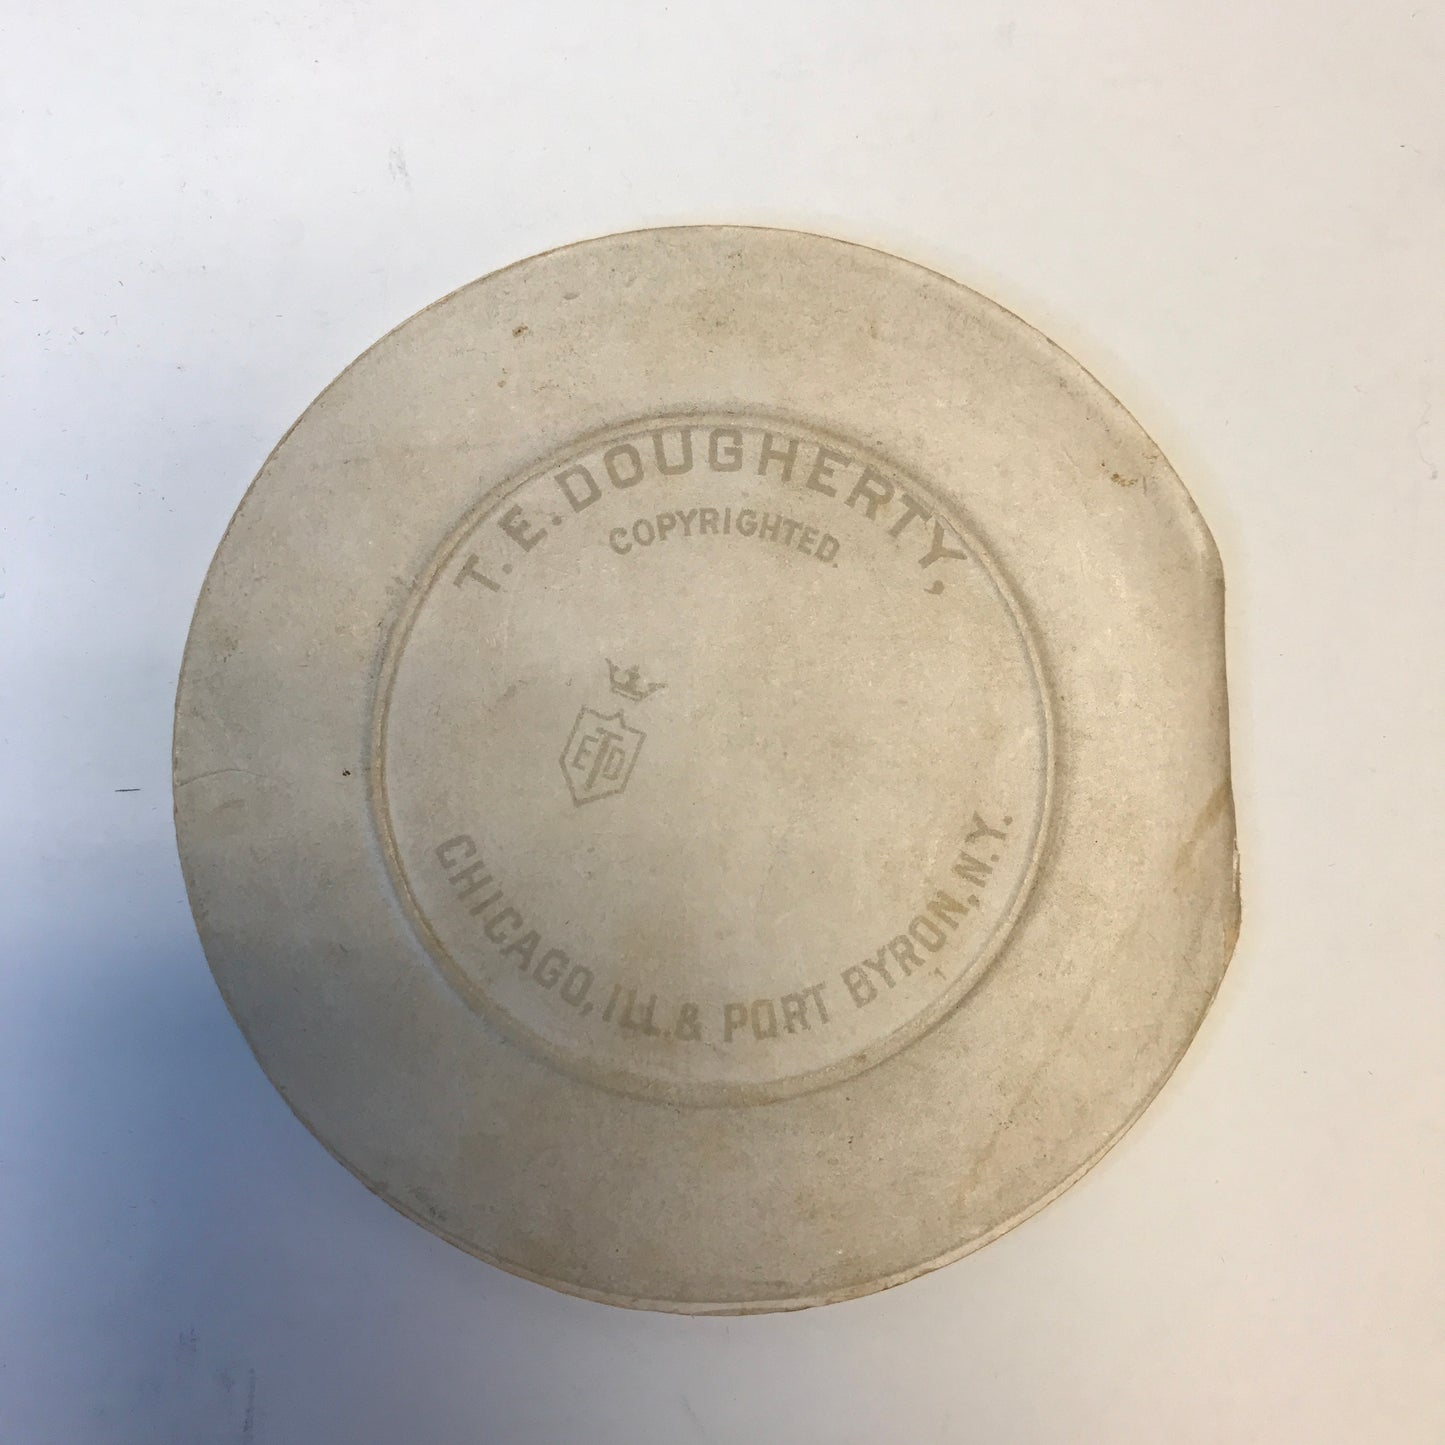 T. E. DOUGHERTY,
COPYRIGHTED.
ETD
CHICAGO, ILL. & PORT BYRON, N.Y.